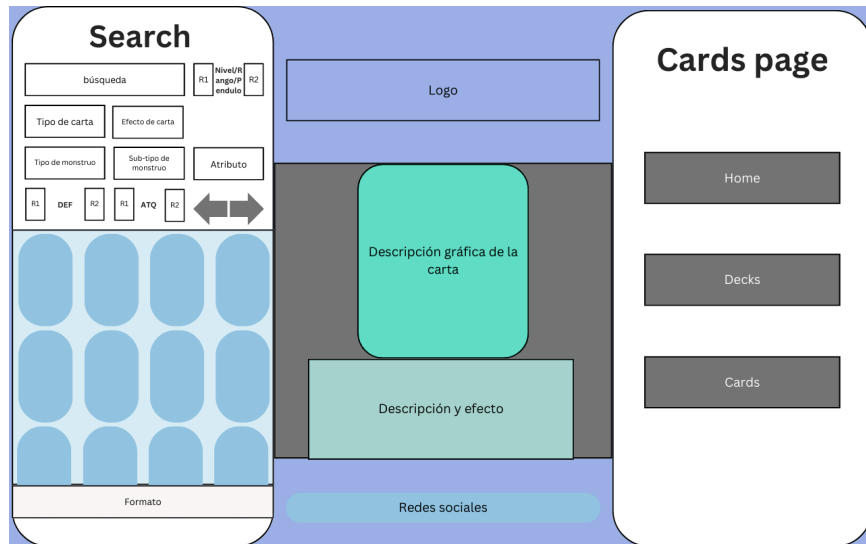 Search
búsqueda
R1
Nivel/R
ango/P
endulo
R2
Tipo de carta
Efecto de carta
Tipo de monstruo
Sub-tipo de
monstruo
Atributo
R1
DEF
R2
R1
ATQ
R2
Formato
Logo
Descripción gráfica de la
carta
Descripción y efecto
Redes sociales
Cards page
Home
Decks
Cards